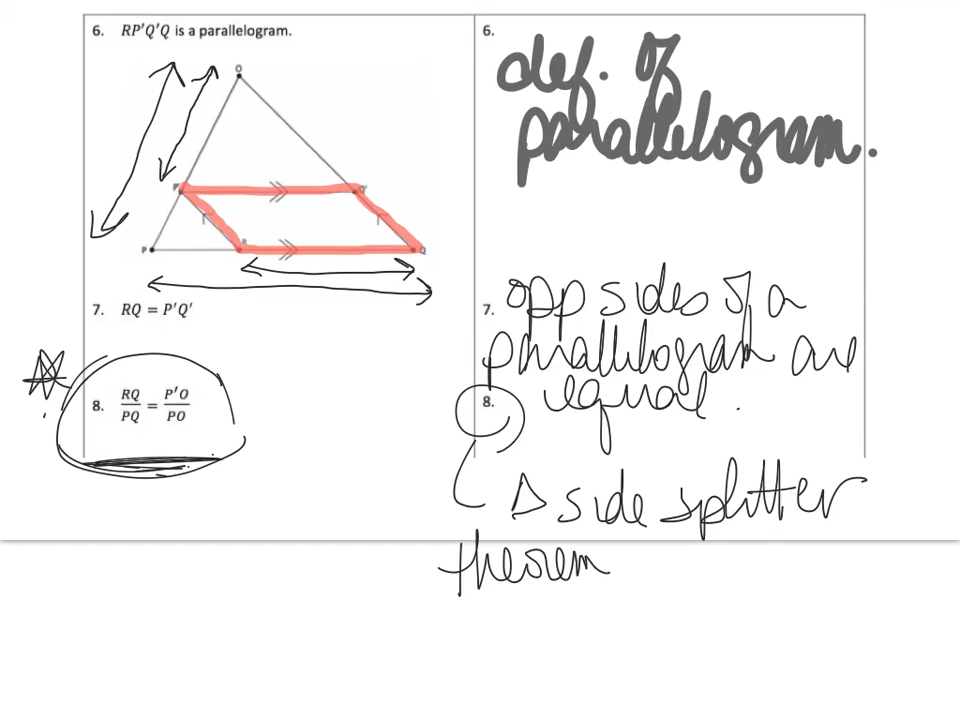 6. RP'Q'Q is a parallelogram.
6.
def. of
parallelogram.
O
P'
Q'
R
P
Q
7. RQ = P'Q'
7.
opp sides of a
parallelogram are
equal.
8. RQ/PQ = P'O/PO
8.
Δ side splitter
theorem